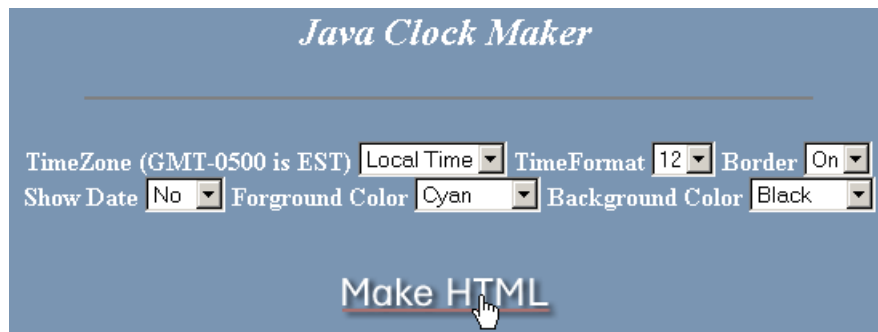 Java Clock Maker
TimeZone (GMT-0500 is EST) Local Time TimeFormat 12 Border On
Show Date No Forground Color Cyan Background Color Black
Make HTML